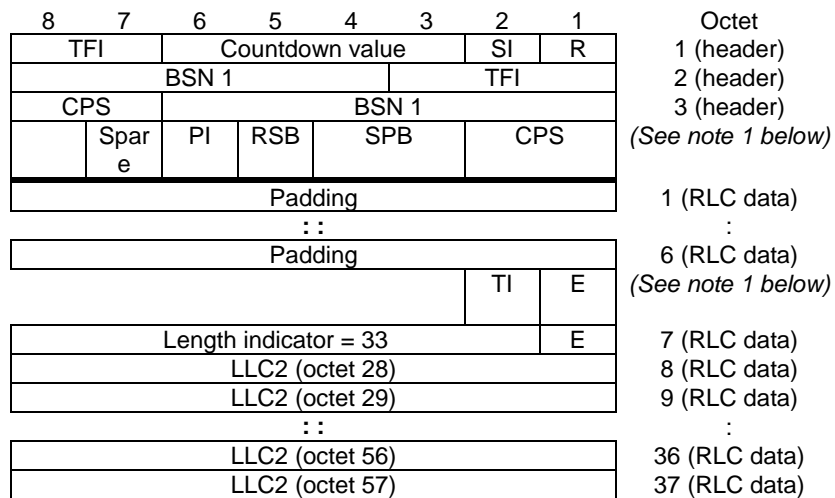 8 7 6 5 4 3 2 1 Octet
TFI Countdown value SI R 1 (header)
BSN 1 TFI 2 (header)
CPS BSN 1 3 (header)
Spar PI RSB SPB CPS (See note 1 below)
e
Padding 1 (RLC data)
: : :
Padding 6 (RLC data)
TI E (See note 1 below)
Length indicator = 33 E 7 (RLC data)
LLC2 (octet 28) 8 (RLC data)
LLC2 (octet 29) 9 (RLC data)
: : :
LLC2 (octet 56) 36 (RLC data)
LLC2 (octet 57) 37 (RLC data)